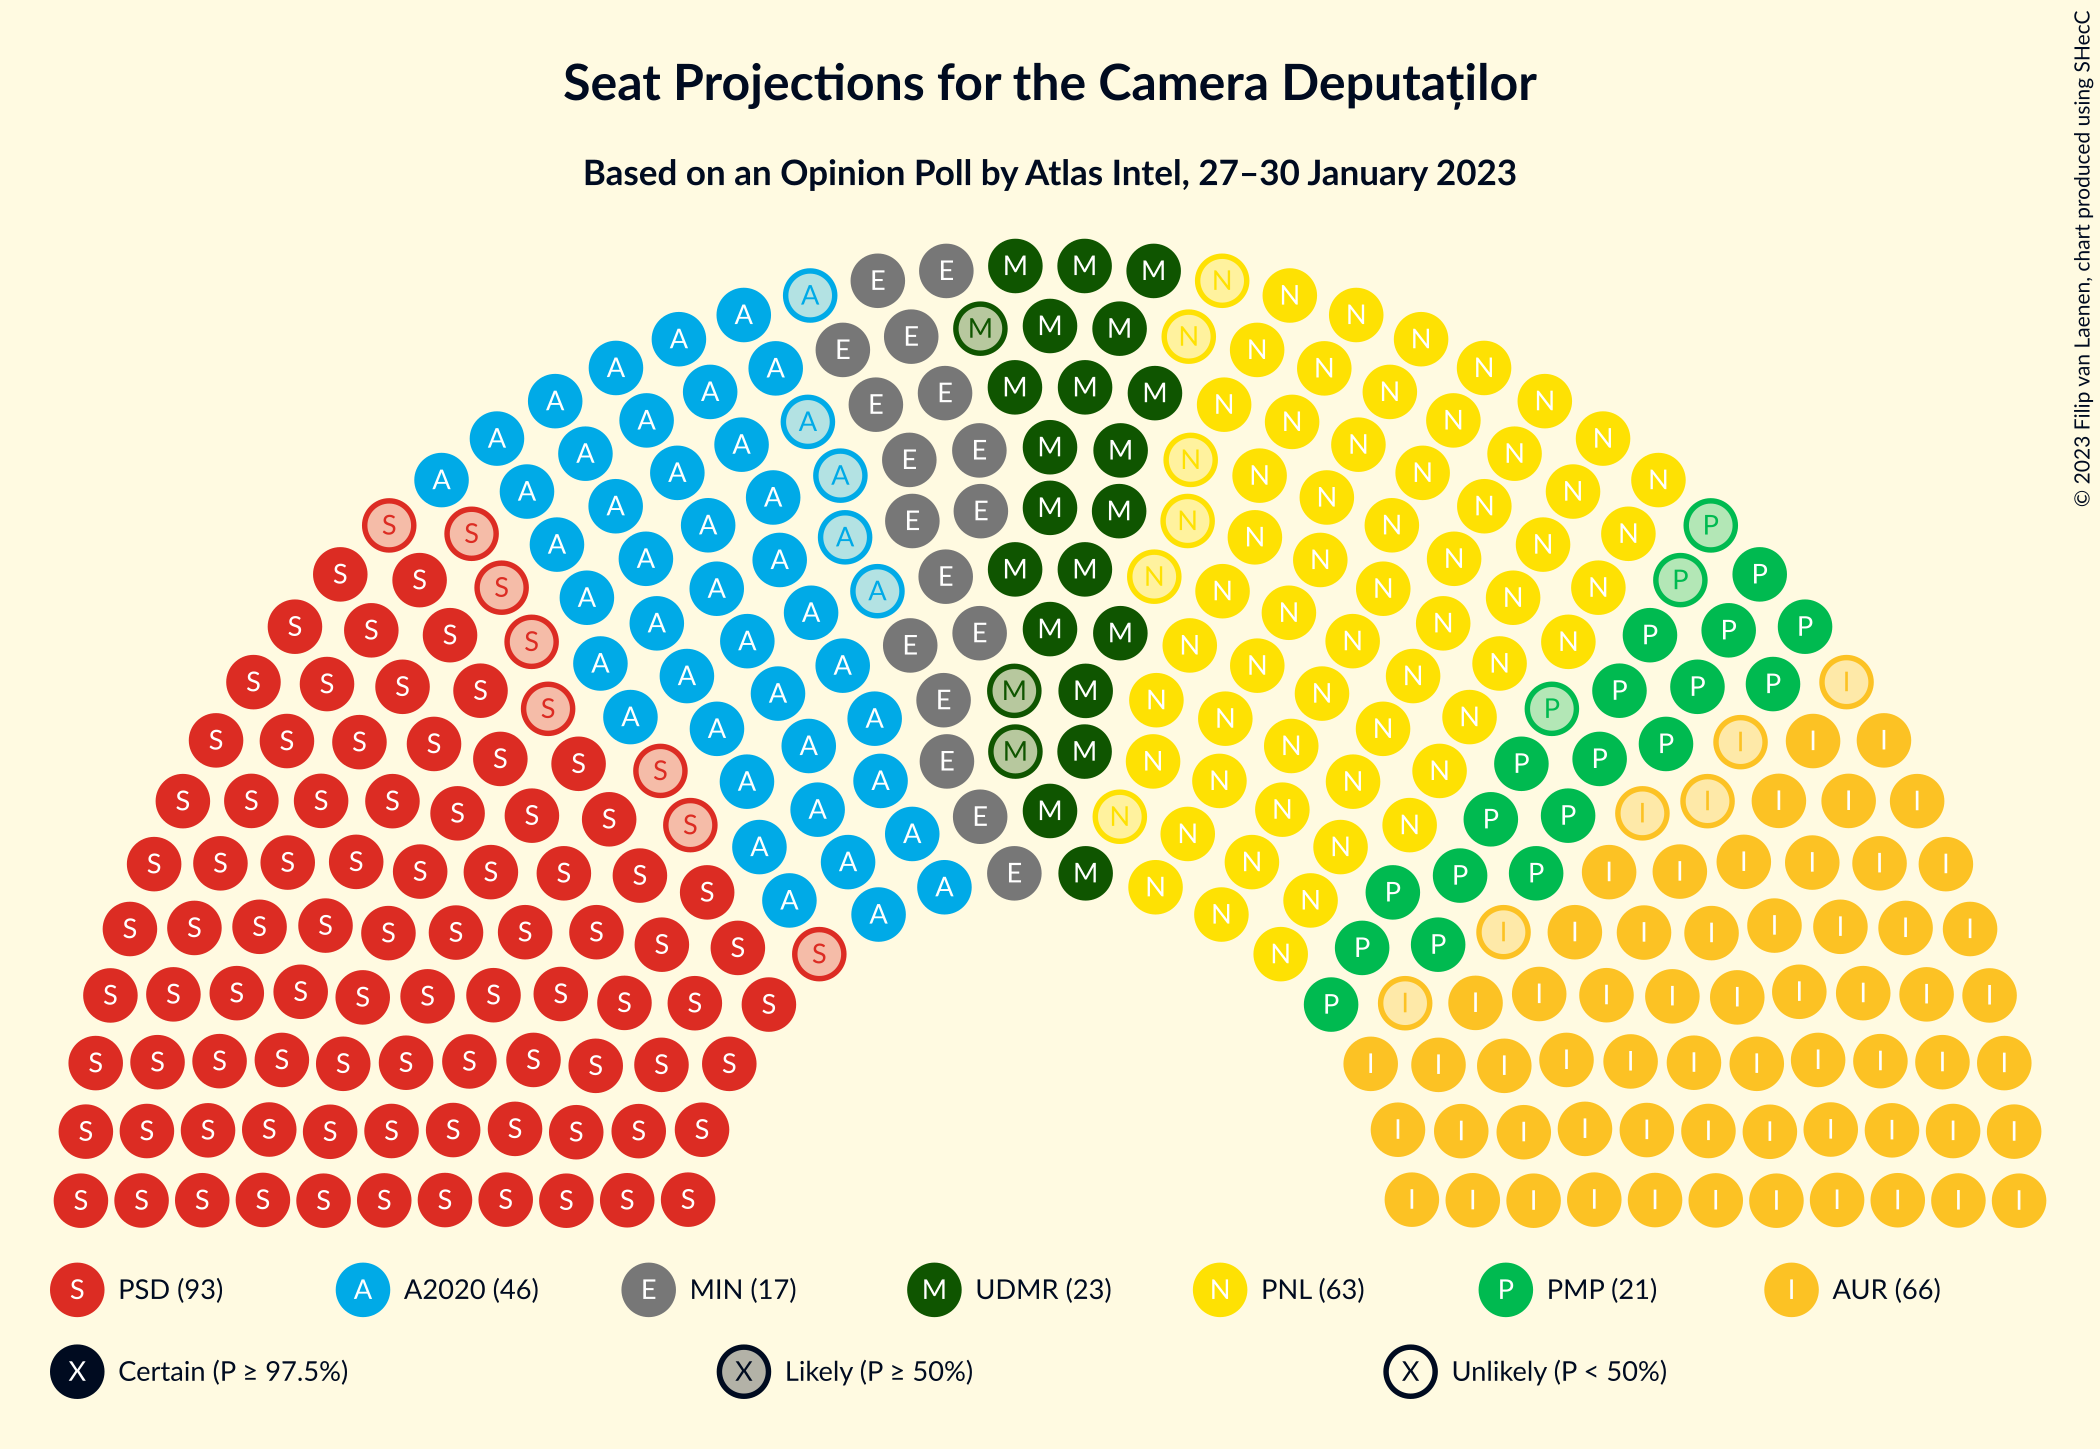 Seat Projections for the Camera Deputaților
Based on an Opinion Poll by Atlas Intel, 27–30 January 2023
© 2023 Filip van Laenen, chart produced using SHecC
S PSD (93) A A2020 (46) E MIN (17) M UDMR (23) N PNL (63) P PMP (21) I AUR (66)
X Certain (P ≥ 97.5%) X Likely (P ≥ 50%) X Unlikely (P < 50%)